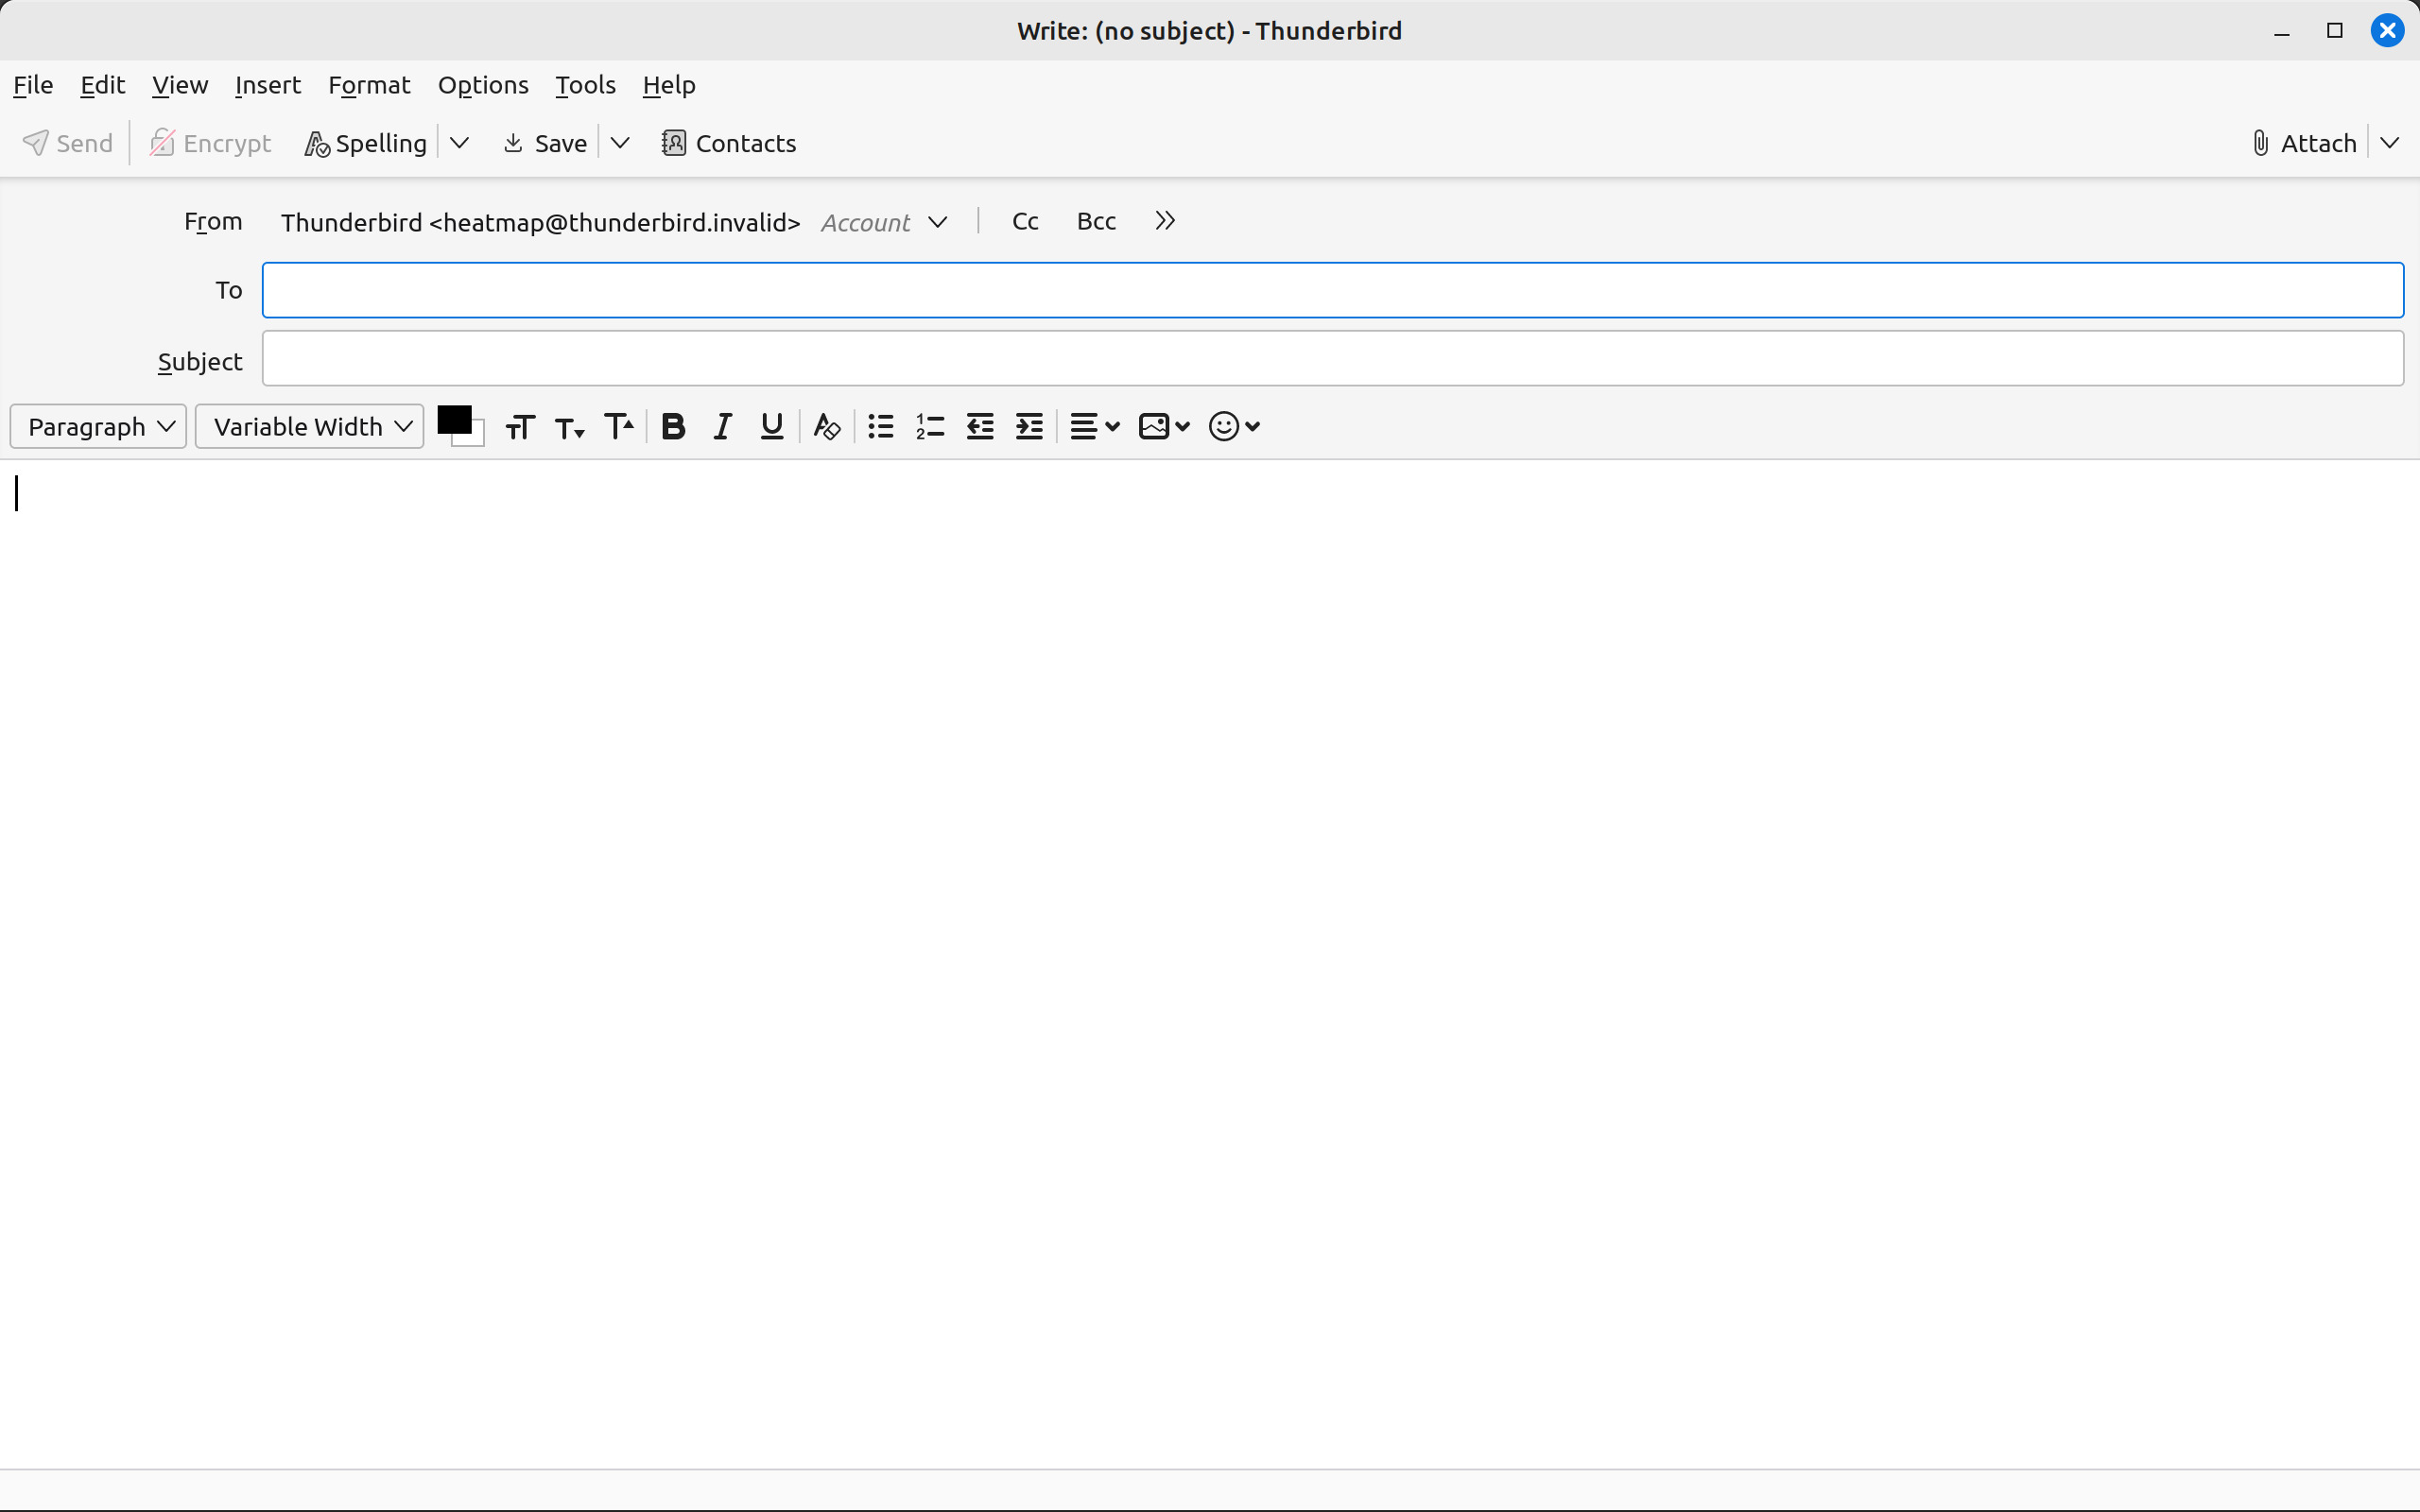 Write: (no subject) - Thunderbird
File Edit View Insert Format Options Tools Help
Send Encrypt Spelling Save Contacts Attach
From Thunderbird <heatmap@thunderbird.invalid> Account Cc Bcc
To
Subject
Paragraph Variable Width